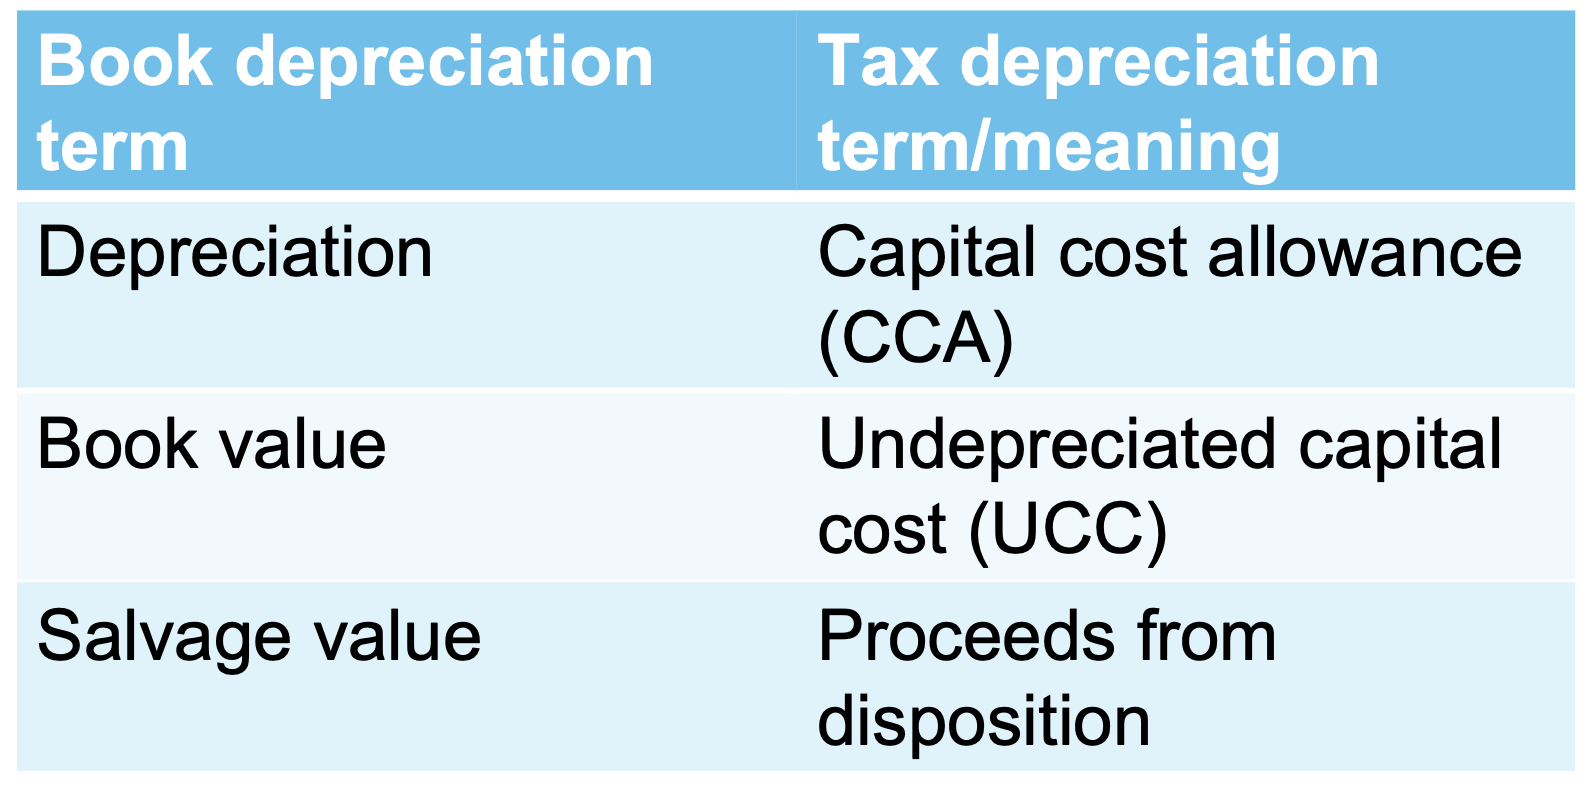 Book depreciation
term
Tax depreciation
term/meaning
Depreciation
Capital cost allowance
(CCA)
Book value
Undepreciated capital
cost (UCC)
Salvage value
Proceeds from
disposition